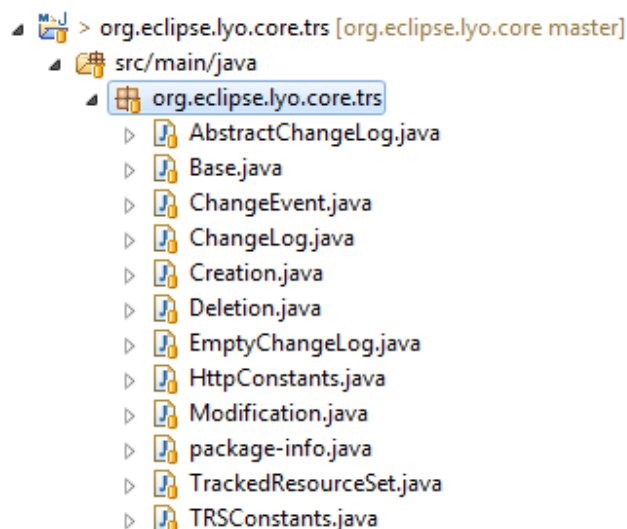 > org.eclipse.lyo.core.trs [org.eclipse.lyo.core master]
src/main/java
org.eclipse.lyo.core.trs
AbstractChangeLog.java
Base.java
ChangeEvent.java
ChangeLog.java
Creation.java
Deletion.java
EmptyChangeLog.java
HttpConstants.java
Modification.java
package-info.java
TrackedResourceSet.java
TRSConstants.java